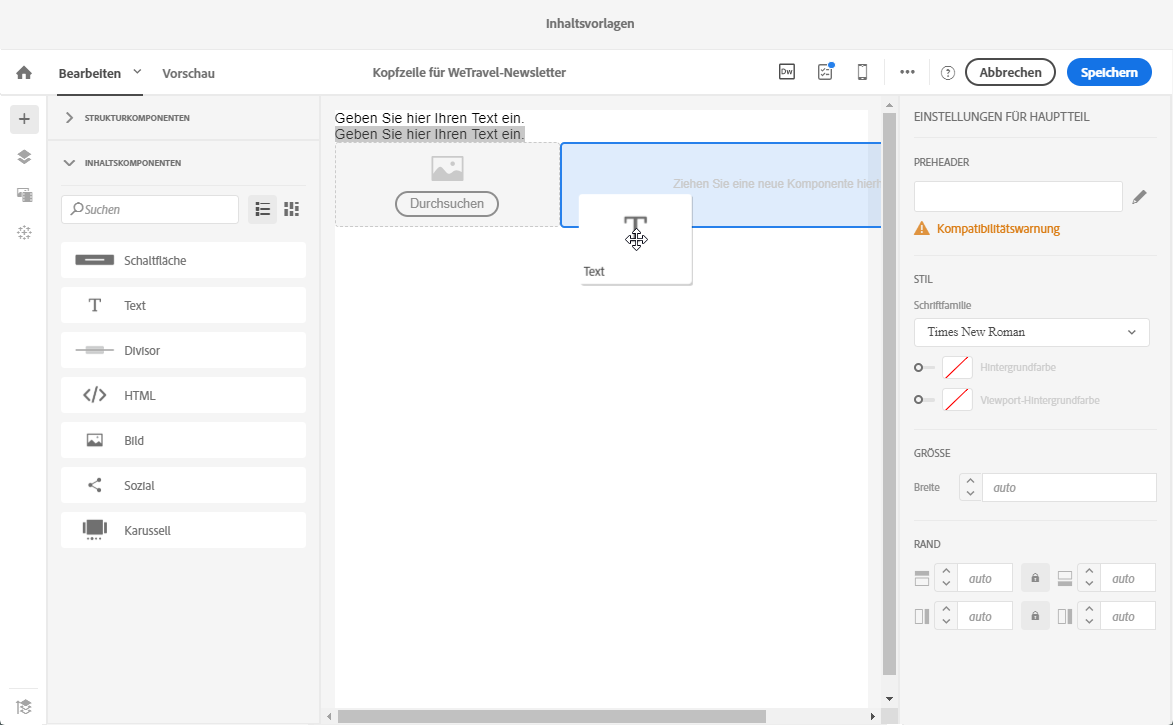 Inhaltsvorlagen
Bearbeiten
Vorschau
Kopfzeile für WeTravel-Newsletter
Dw
Abbrechen
Speichern
STRUKTURKOMPONENTEN
INHALTSKOMPONENTEN
Suchen
Schaltfläche
Text
Divisor
HTML
Bild
Sozial
Karussell
Geben Sie hier Ihren Text ein.
Geben Sie hier Ihren Text ein.
Durchsuchen
Ziehen Sie eine neue Komponente hierh
Text
EINSTELLUNGEN FÜR HAUPTTEIL
PREHEADER
Kompatibilitätswarnung
STIL
Schriftfamilie
Times New Roman
Hintergrundfarbe
Viewport-Hintergrundfarbe
GRÖSSE
Breite auto
RAND
auto auto
auto auto